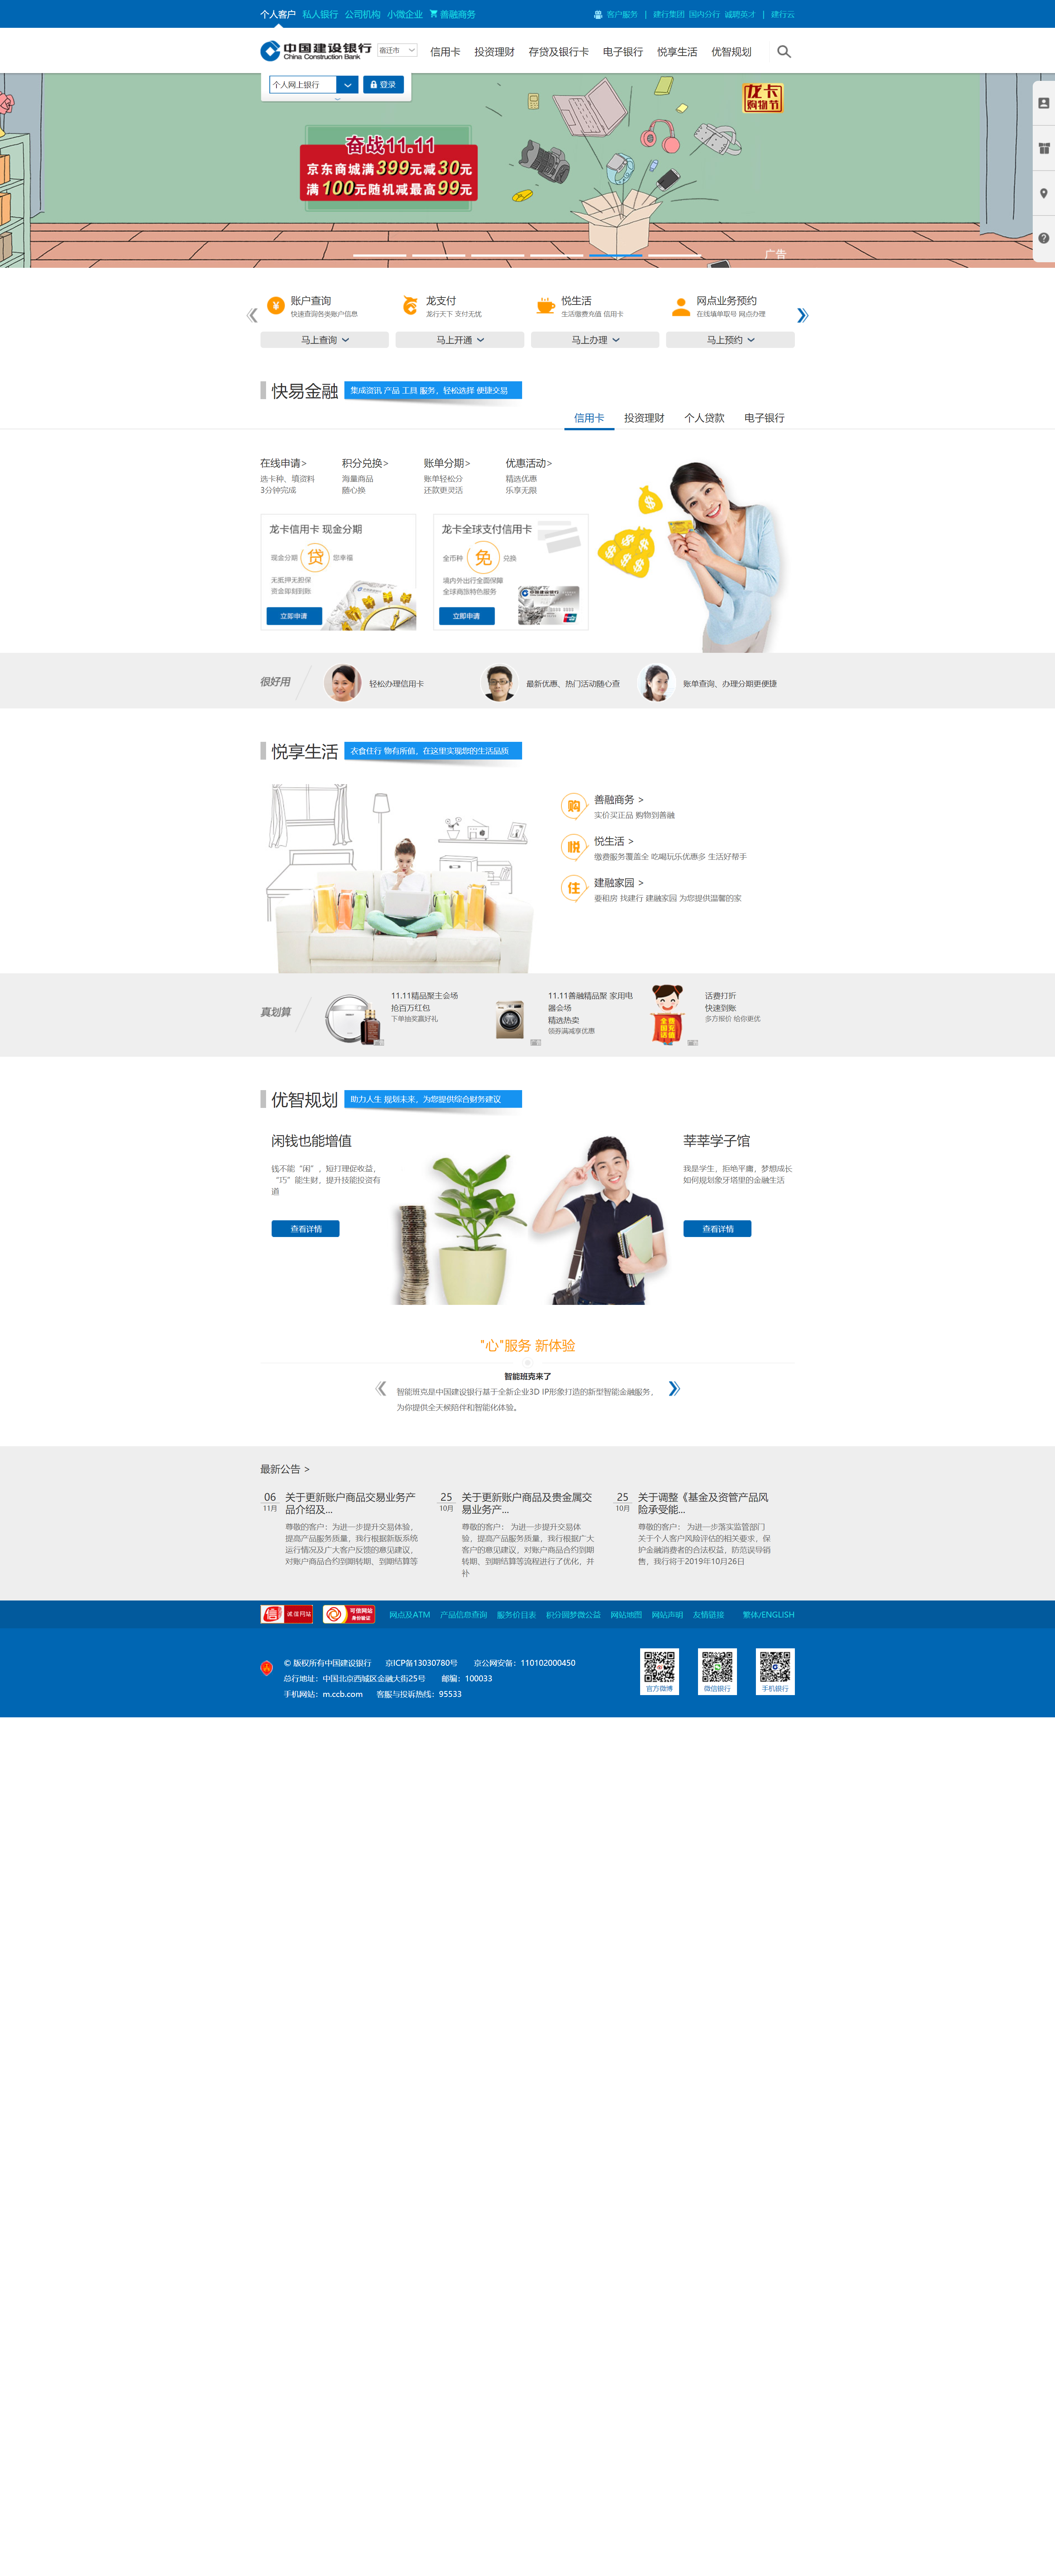 个人客户 私人银行 公司机构 小微企业 善融商务
客户服务 | 建行集团 国内分行 诚聘英才 | 建行云
中国建设银行
China Construction Bank
宿迁市
信用卡 投资理财 存贷及银行卡 电子银行 悦享生活 优智规划
个人网上银行
登录
龙卡
购物节
奋战11.11
京东商城满399元减30元
满100元随机减最高99元
广告
账户查询
快速查询各类账户信息
马上查询
龙支付
龙行天下 支付无忧
马上开通
悦生活
生活缴费充值 信用卡
马上办理
网点业务预约
在线填单取号 网点办理
马上预约
快易金融
集成资讯 产品 工具 服务，轻松选择 便捷交易
信用卡 投资理财 个人贷款 电子银行
在线申请>
选卡种、填资料
3分钟完成
积分兑换>
海量商品
随心换
账单分期>
账单轻松分
还款更灵活
优惠活动>
精选优惠
乐享无限
龙卡信用卡 现金分期
现金分期 贷 您幸福
无抵押无担保
资金即刻到账
立即申请
龙卡全球支付信用卡
全币种 免 兑换
境内外出行全面保障
全球商旅特色服务
立即申请
中国建设银行
很好用
轻松办理信用卡
最新优惠、热门活动随心查
账单查询、办理分期更便捷
悦享生活
衣食住行 物有所值，在这里实现您的生活品质
购
善融商务 >
实价买正品 购物到善融
悦
悦生活 >
缴费服务覆盖全 吃喝玩乐优惠多 生活好帮手
住
建融家园 >
要租房 找建行 建融家园 为您提供温馨的家
真划算
11.11精品聚主会场
抢百万红包
下单抽奖赢好礼
11.11善融精品聚 家用电
器会场
精选热卖
领券满减享优惠
话费打折
快速到账
多方报价 给你更优
优智规划
助力人生 规划未来，为您提供综合财务建议
闲钱也能增值
钱不能“闲”，短打理促收益，
“巧”能生财，提升技能投资有
道
查看详情
莘莘学子馆
我是学生，拒绝平庸，梦想成长
如何规划象牙塔里的金融生活
查看详情
"心"服务 新体验
智能班克来了
智能班克是中国建设银行基于全新企业3D IP形象打造的新型智能金融服务，
为你提供全天候陪伴和智能化体验。
最新公告 >
06
11月
关于更新账户商品交易业务产
品介绍及...
尊敬的客户：为进一步提升交易体验，
提高产品服务质量，我行根据新版系统
运行情况及广大客户反馈的意见建议，
对账户商品合约到期转期、到期结算等
25
10月
关于更新账户商品及贵金属交
易业务产...
尊敬的客户： 为进一步提升交易体
验，提高产品服务质量，我行根据广大
客户的意见建议，对账户商品合约到期
转期、到期结算等流程进行了优化，并
补
25
10月
关于调整《基金及资管产品风
险承受能...
尊敬的客户： 为进一步落实监管部门
关于个人客户风险评估的相关要求，保
护金融消费者的合法权益，防范误导销
售，我行将于2019年10月26日
信 诚信网站
可信网站
身份验证
网点及ATM 产品信息查询 服务价目表 积分圆梦微公益 网站地图 网站声明 友情链接 繁体/ENGLISH
© 版权所有中国建设银行 京ICP备13030780号 京公网安备：110102000450
总行地址：中国北京西城区金融大街25号 邮编：100033
手机网站：m.ccb.com 客服与投诉热线：95533
官方微博
微信银行
手机银行